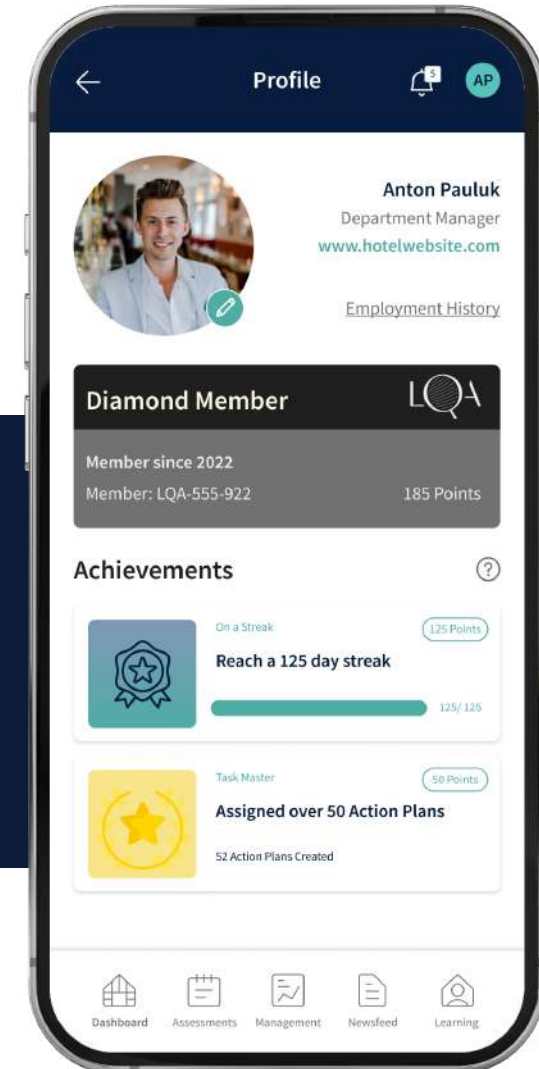 Profile
5
AP
Anton Pauluk
Department Manager
www.hotelwebsite.com
Employment History
Diamond Member
LQA
Member since 2022
Member: LQA-555-922
185 Points
Achievements
?
On a Streak
125 Points
Reach a 125 day streak
125/ 125
Task Master
50 Points
Assigned over 50 Action Plans
52 Action Plans Created
Dashboard
Assessments
Management
Newsfeed
Learning